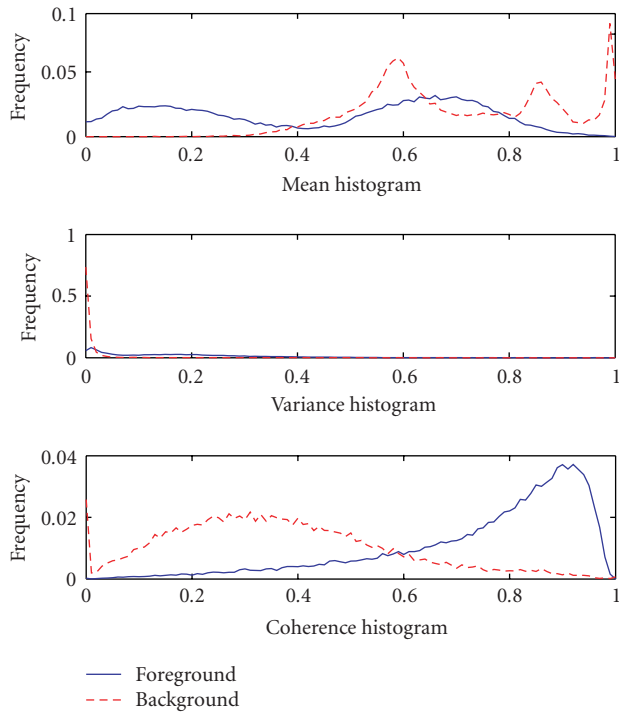 0.1
0.05
0
Frequency
0 0.2 0.4 0.6 0.8 1
Mean histogram
1
0.5
0
Frequency
0 0.2 0.4 0.6 0.8 1
Variance histogram
0.04
0.02
0
Frequency
0 0.2 0.4 0.6 0.8 1
Coherence histogram
Foreground
Background